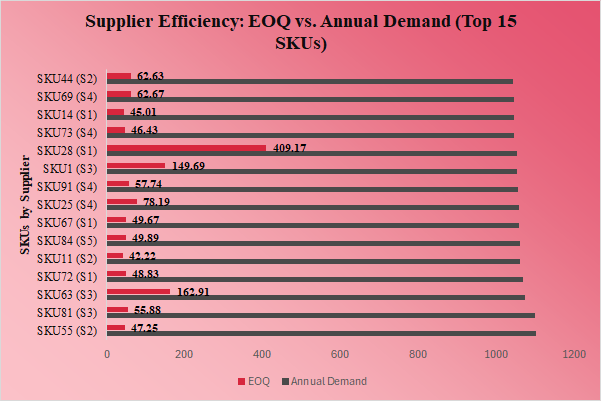 Supplier Efficiency: EOQ vs. Annual Demand (Top 15
SKUs)
SKUs by Supplier
SKU44 (S2) 62.63
SKU69 (S4) 62.67
SKU14 (S1) 45.01
SKU73 (S4) 46.43
SKU28 (S1) 409.17
SKU1 (S3) 149.69
SKU91 (S4) 57.74
SKU25 (S4) 78.19
SKU67 (S1) 49.67
SKU84 (S5) 49.89
SKU11 (S2) 42.22
SKU72 (S1) 48.83
SKU63 (S3) 162.91
SKU81 (S3) 55.88
SKU55 (S2) 47.25
0 200 400 600 800 1000 1200
EOQ Annual Demand